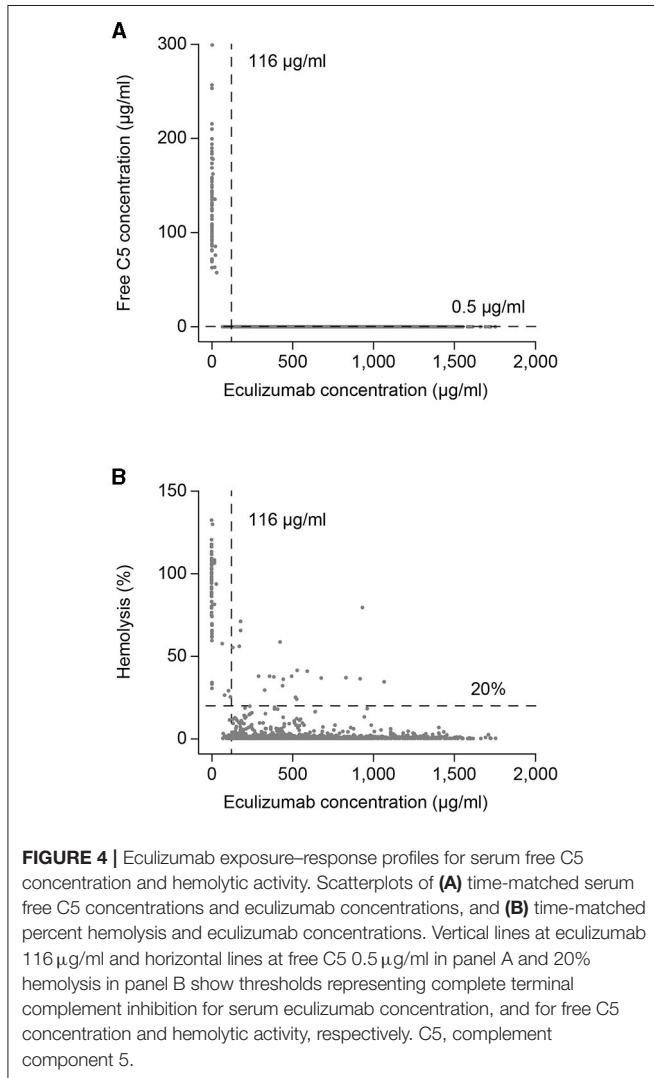 A
300
200
100
0
Free C5 concentration (µg/ml)
116 µg/ml
0.5 µg/ml
0 500 1,000 1,500 2,000
Eculizumab concentration (µg/ml)
B
150
100
50
0
Hemolysis (%)
116 µg/ml
20%
0 500 1,000 1,500 2,000
Eculizumab concentration (µg/ml)
FIGURE 4 | Eculizumab exposure–response profiles for serum free C5
concentration and hemolytic activity. Scatterplots of (A) time-matched serum
free C5 concentrations and eculizumab concentrations, and (B) time-matched
percent hemolysis and eculizumab concentrations. Vertical lines at eculizumab
116 µg/ml and horizontal lines at free C5 0.5 µg/ml in panel A and 20%
hemolysis in panel B show thresholds representing complete terminal
complement inhibition for serum eculizumab concentration, and for free C5
concentration and hemolytic activity, respectively. C5, complement
component 5.